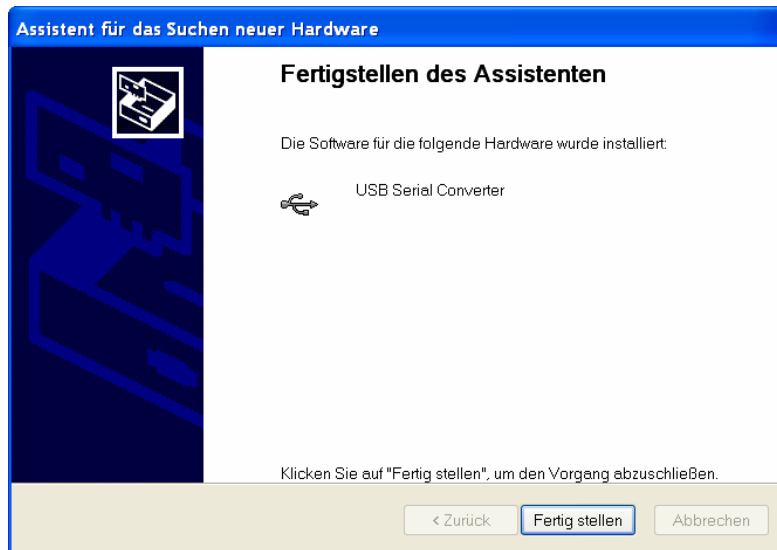 Assistent für das Suchen neuer Hardware
Fertigstellen des Assistenten
Die Software für die folgende Hardware wurde installiert:
USB Serial Converter
Klicken Sie auf "Fertig stellen", um den Vorgang abzuschließen.
< Zurück Fertig stellen Abbrechen